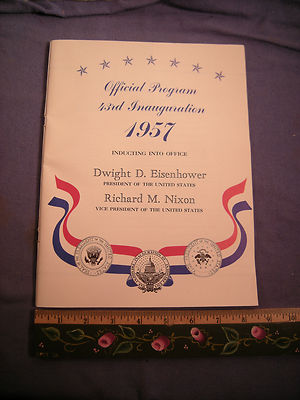 Official Program
43rd Inauguration
1957
INDUCTING INTO OFFICE
Dwight D. Eisenhower
PRESIDENT OF THE UNITED STATES
Richard M. Nixon
VICE PRESIDENT OF THE UNITED STATES